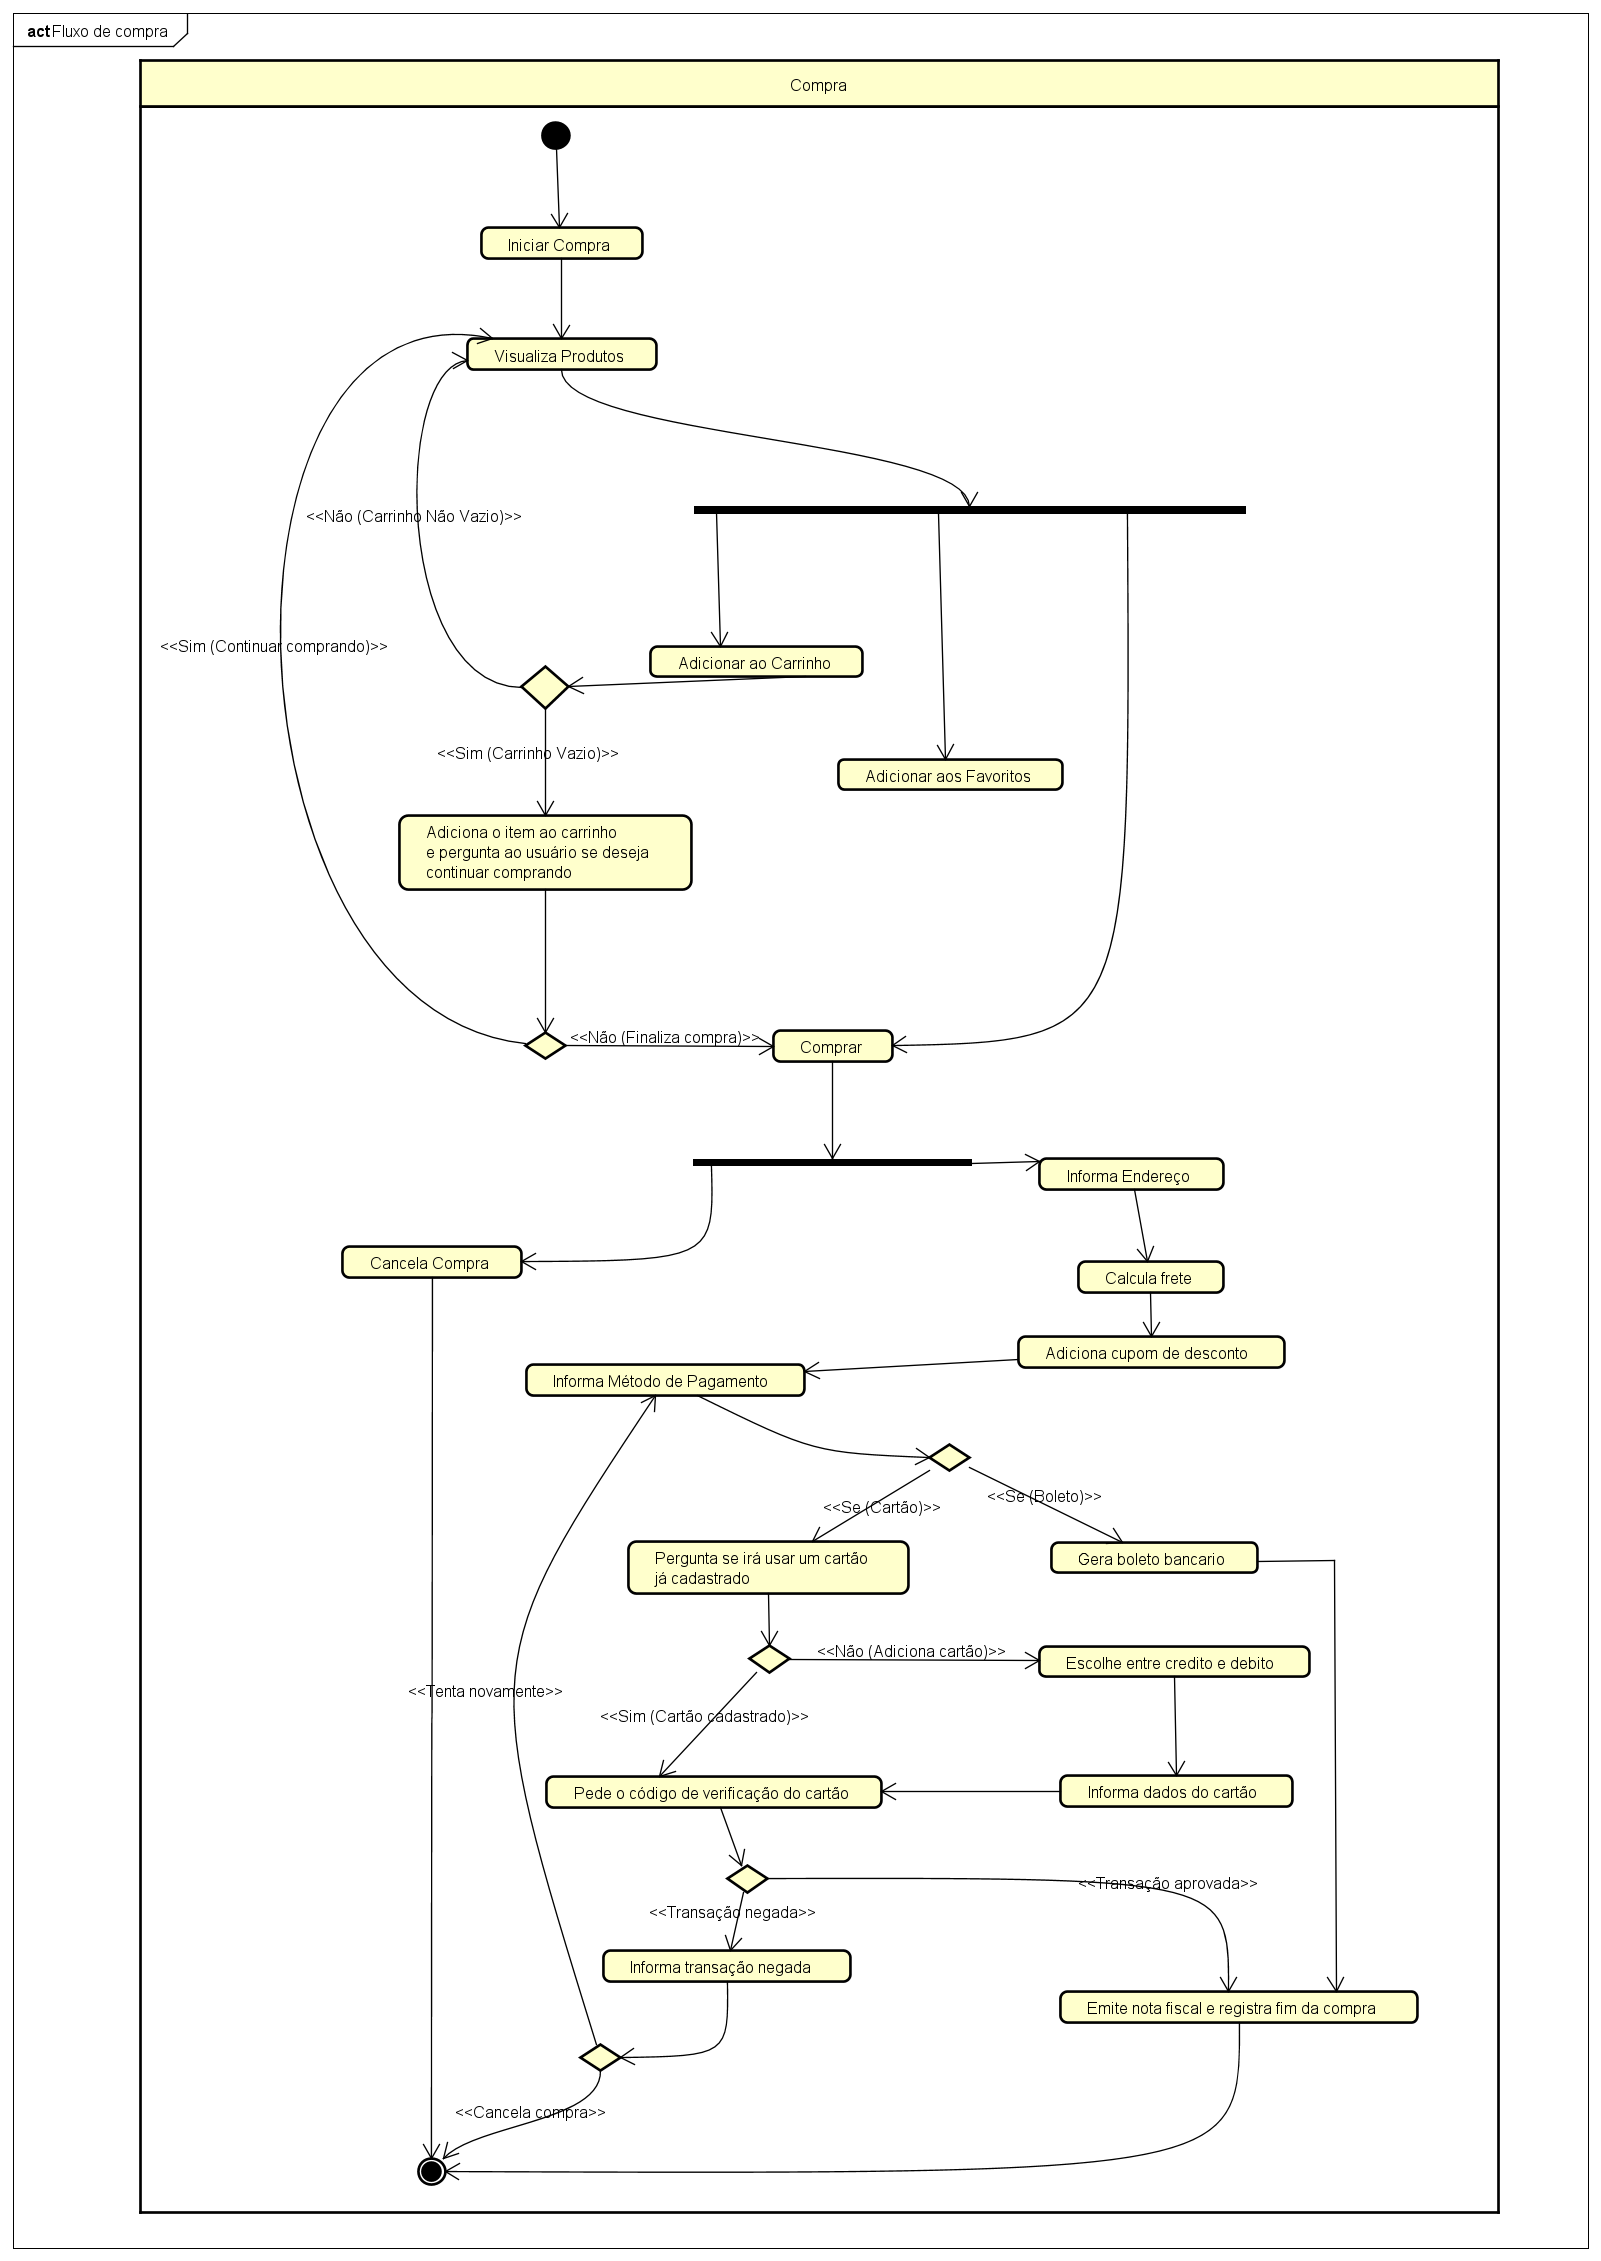 act Fluxo de compra
Compra
Iniciar Compra
Visualiza Produtos
<<Não (Carrinho Não Vazio)>>
<<Sim (Continuar comprando)>>
Adicionar ao Carrinho
<<Sim (Carrinho Vazio)>>
Adicionar aos Favoritos
Adiciona o item ao carrinho
e pergunta ao usuário se deseja
continuar comprando
<<Não (Finaliza compra)>>
Comprar
Informa Endereço
Cancela Compra
Calcula frete
Adiciona cupom de desconto
Informa Método de Pagamento
<<Se (Cartão)>>
<<Se (Boleto)>>
Pergunta se irá usar um cartão
já cadastrado
Gera boleto bancario
<<Não (Adiciona cartão)>>
Escolhe entre credito e debito
<<Tenta novamente>>
<<Sim (Cartão cadastrado)>>
Pede o código de verificação do cartão
Informa dados do cartão
<<Transação aprovada>>
<<Transação negada>>
Informa transação negada
Emite nota fiscal e registra fim da compra
<<Cancela compra>>